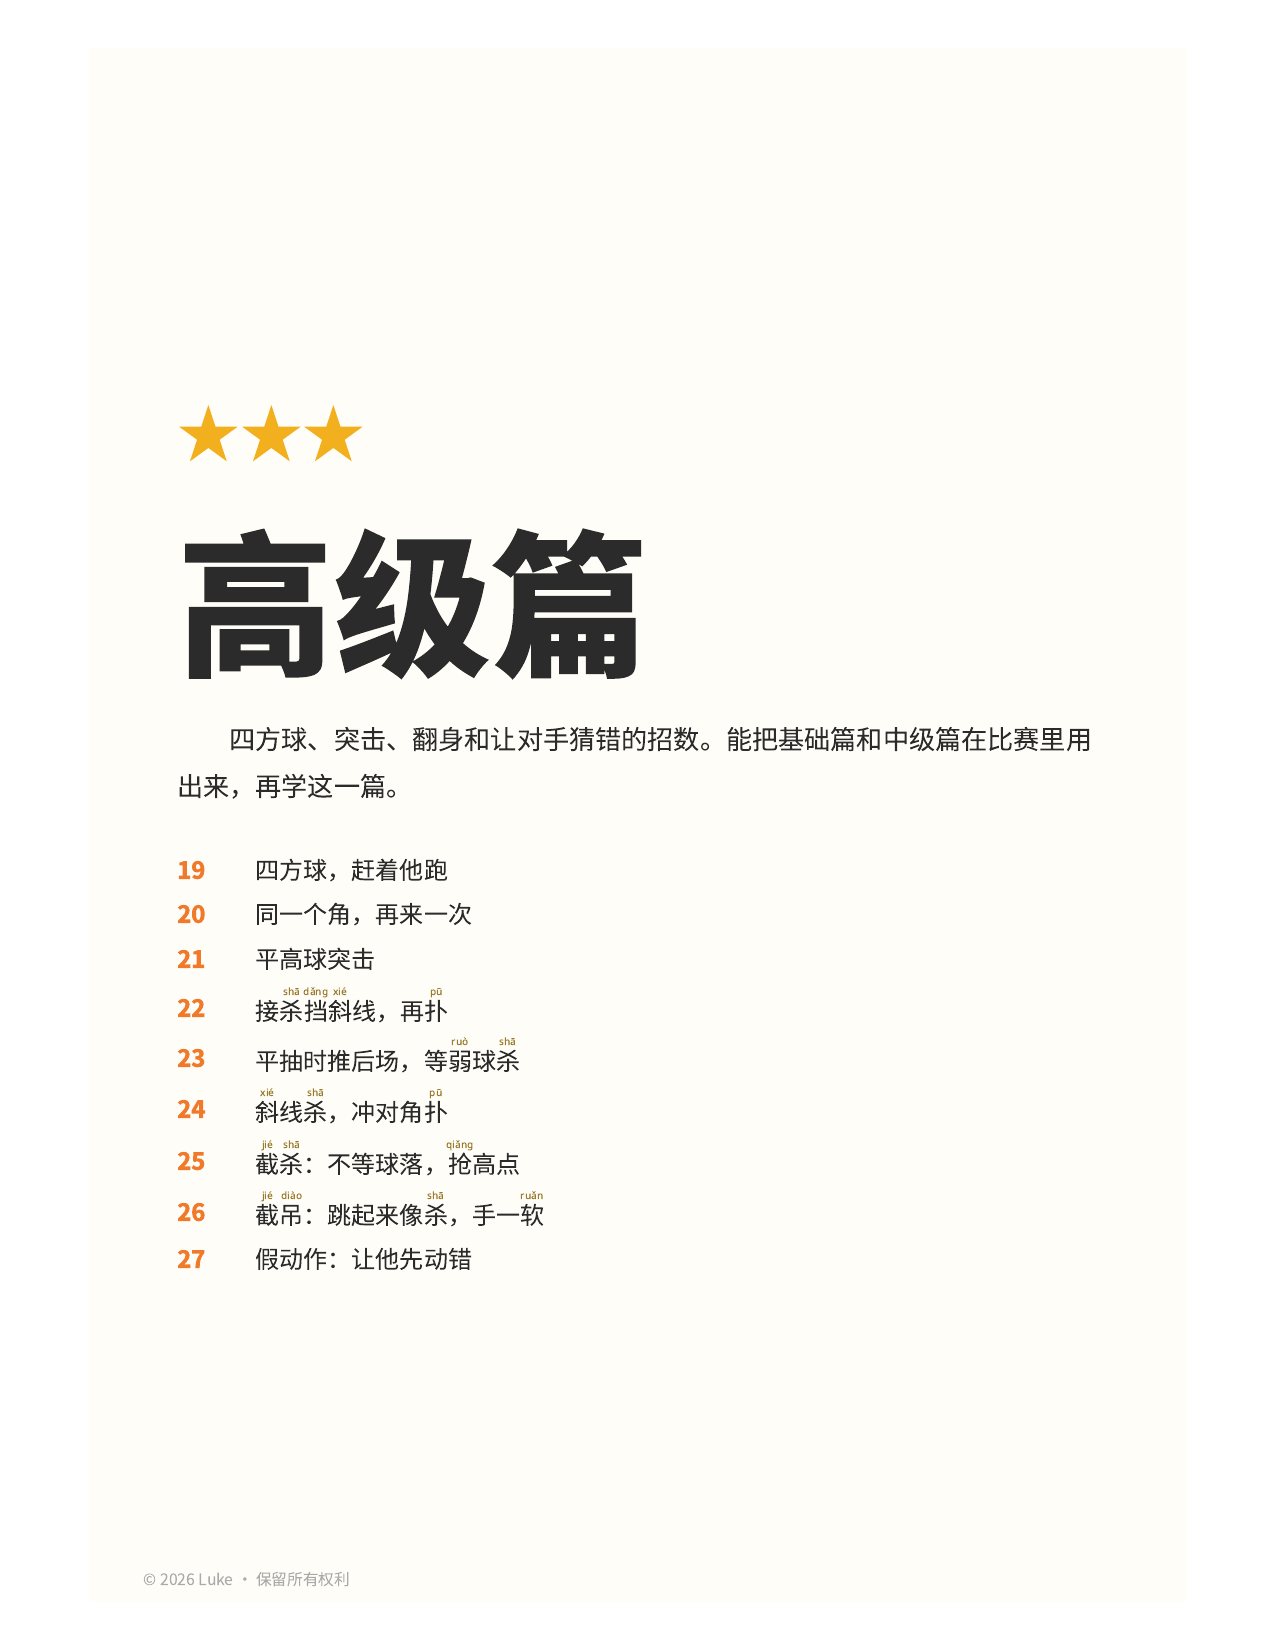 ★★★
高级篇
四方球、突击、翻身和让对手猜错的招数。能把基础篇和中级篇在比赛里用
出来，再学这一篇。
19 四方球，赶着他跑
20 同一个角，再来一次
21 平高球突击
shā dǎng xié pū
22 接杀挡斜线，再扑
ruò shā
23 平抽时推后场，等弱球杀
xié shā pū
24 斜线杀，冲对角扑
jié shā qiǎng
25 截杀：不等球落，抢高点
jié diào shā ruǎn
26 截吊：跳起来像杀，手一软
27 假动作：让他先动错
© 2026 Luke · 保留所有权利